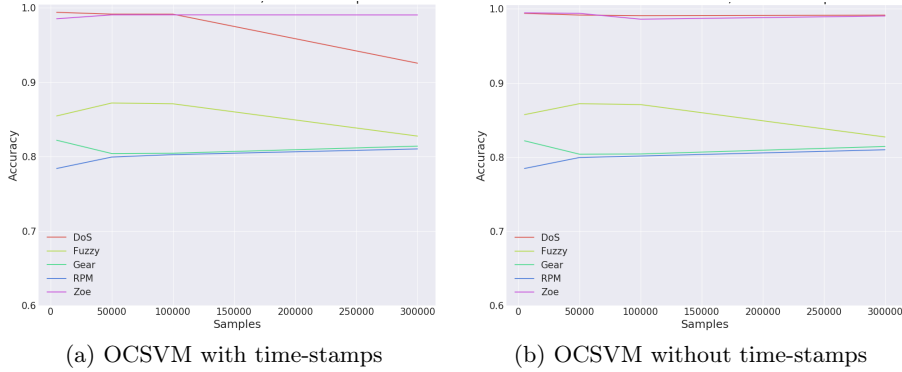 1.0
0.9
0.8
0.7
0.6
Accuracy
DoS
Fuzzy
Gear
RPM
Zoe
0 50000 100000 150000 200000 250000 300000
Samples
(a) OCSVM with time-stamps
1.0
0.9
0.8
0.7
0.6
Accuracy
DoS
Fuzzy
Gear
RPM
Zoe
0 50000 100000 150000 200000 250000 300000
Samples
(b) OCSVM without time-stamps